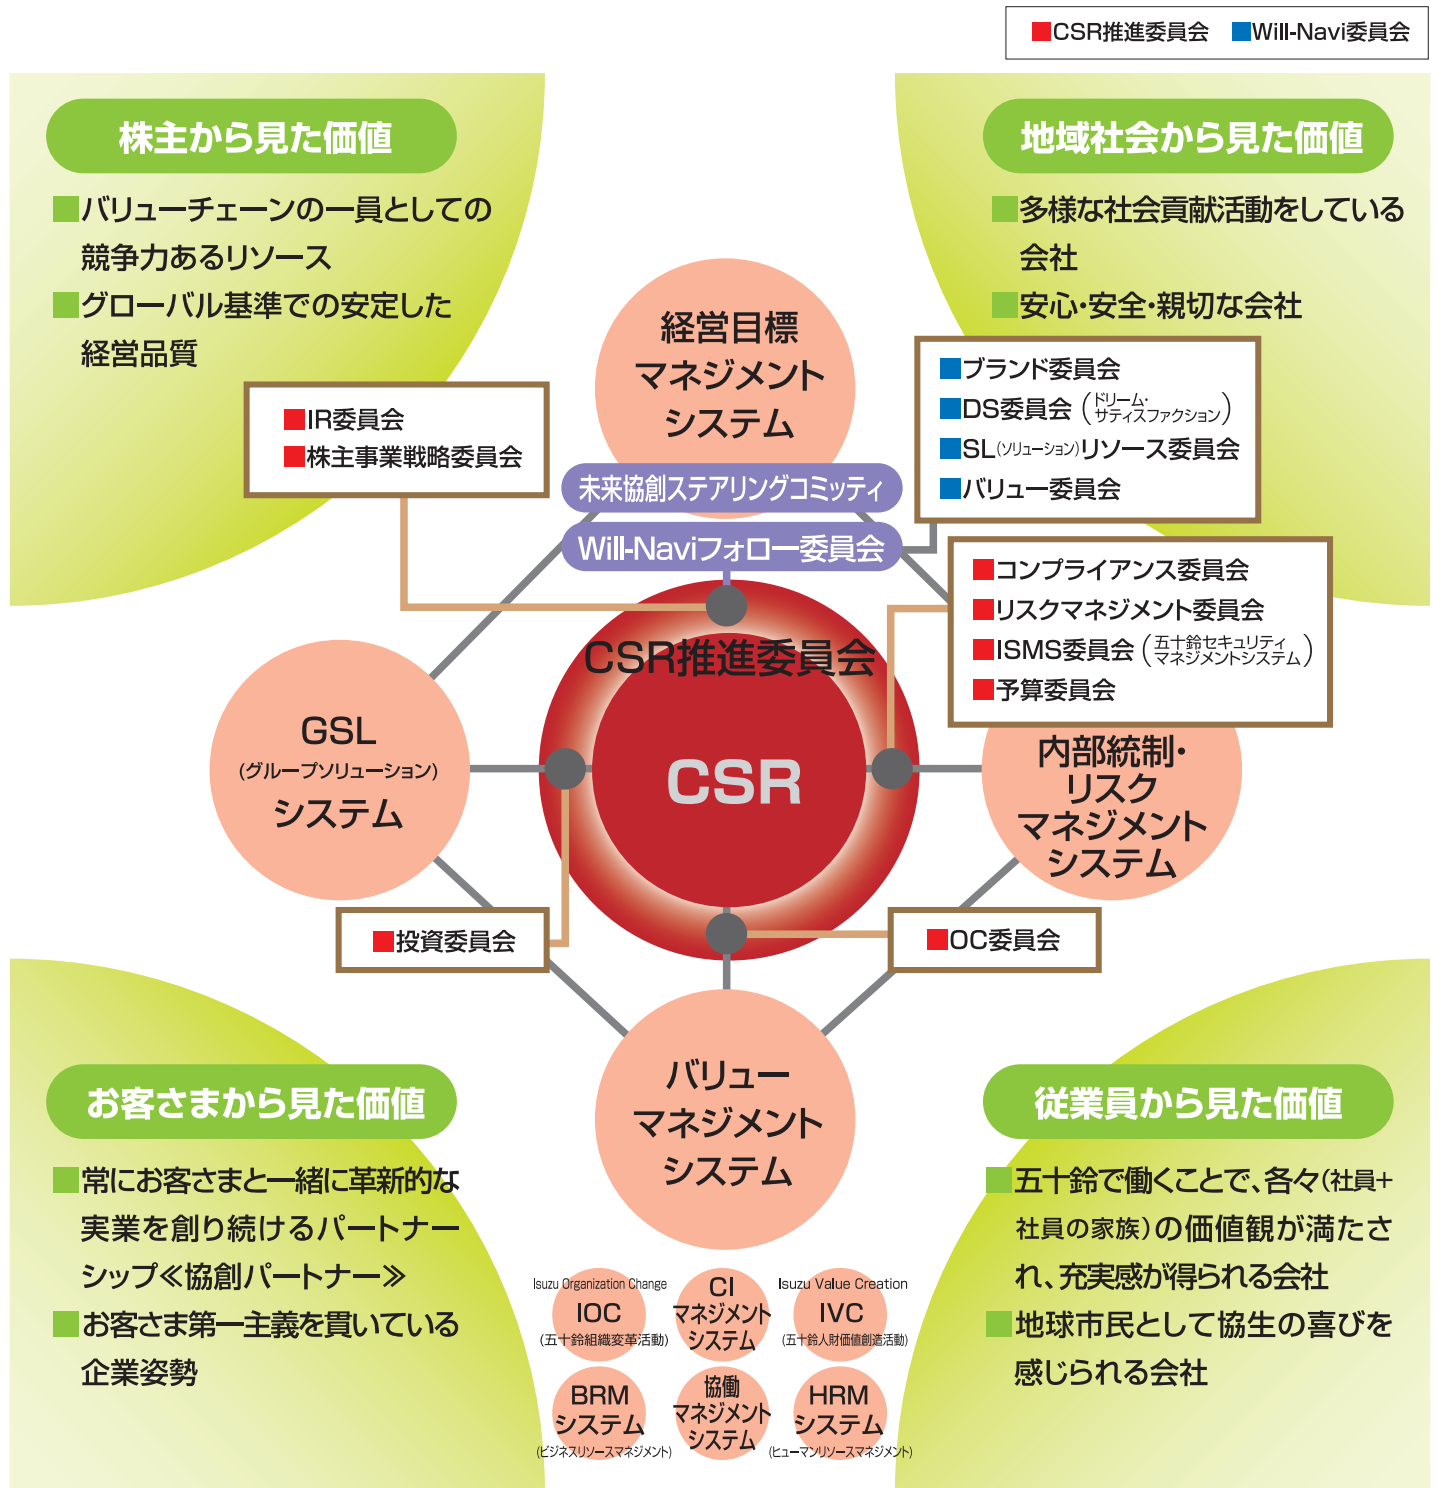 ■CSR推進委員会 ■Will-Navi委員会
株主から見た価値
■バリューチェーンの一員としての
競争力あるリソース
■グローバル基準での安定した
経営品質
地域社会から見た価値
■多様な社会貢献活動をしている
会社
■安心・安全・親切な会社
経営目標
マネジメント
システム
■IR委員会
■株主事業戦略委員会
■ブランド委員会
■DS委員会(ドリーム・
サティスファクション)
■SL(ソリューション)リソース委員会
■バリュー委員会
未来協創ステアリングコミッティ
Will-Naviフォロー委員会
■コンプライアンス委員会
■リスクマネジメント委員会
■ISMS委員会(五十鈴セキュリティ
マネジメントシステム)
■予算委員会
CSR推進委員会
CSR
GSL
(グループソリューション)
システム
内部統制・
リスク
マネジメント
システム
■投資委員会
■OC委員会
バリュー
マネジメント
システム
お客さまから見た価値
■常にお客さまと一緒に革新的な
実業を創り続けるパートナー
シップ≪協創パートナー≫
■お客さま第一主義を貫いている
企業姿勢
従業員から見た価値
■五十鈴で働くことで、各々(社員+
社員の家族)の価値観が満たさ
れ、充実感が得られる会社
■地球市民として協生の喜びを
感じられる会社
Isuzu Organization Change
IOC
(五十鈴組織変革活動)
CI
マネジメント
システム
Isuzu Value Creation
IVC
(五十鈴人財価値創造活動)
BRM
システム
(ビジネスリソースマネジメント)
協働
マネジメント
システム
HRM
システム
(ヒューマンリソースマネジメント)